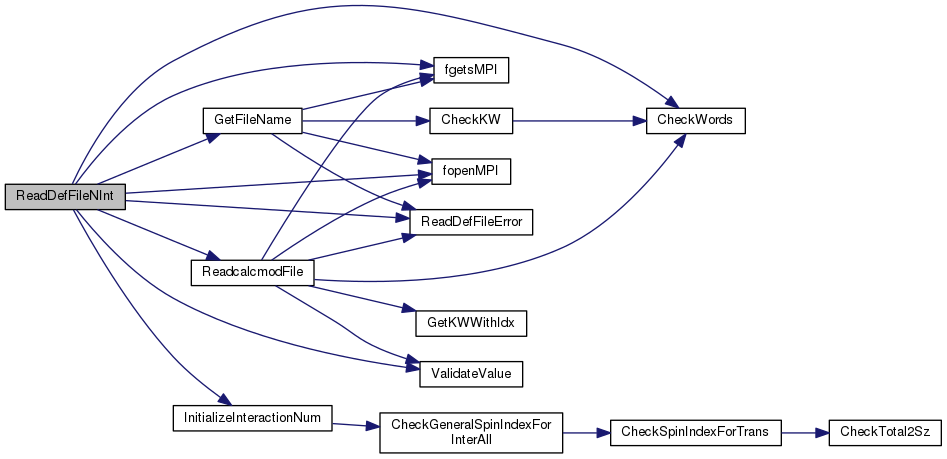 ReadDefFileNInt
GetFileName
ReadcalcmodFile
InitializeInteractionNum
fgetsMPI
CheckKW
fopenMPI
ReadDefFileError
GetKWWithIdx
ValidateValue
CheckGeneralSpinIndexFor
InterAll
CheckWords
CheckSpinIndexForTrans
CheckTotal2Sz